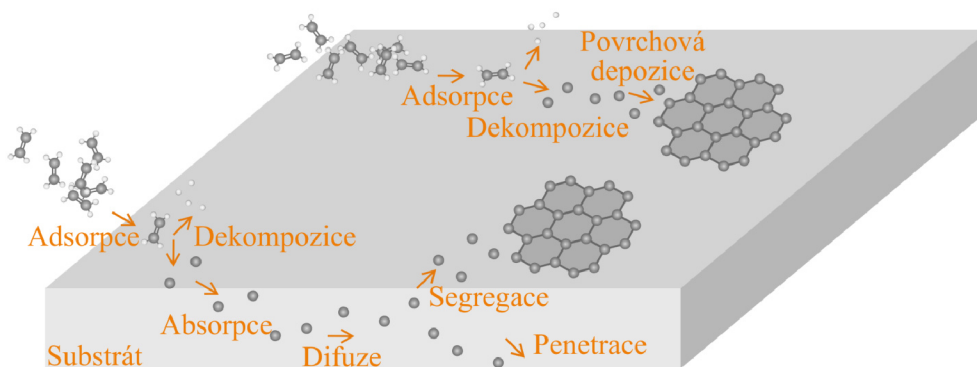 Povrchová
depozice
Adsorpce
Dekompozice
Adsorpce
Dekompozice
Segregace
Absorpce
Difuze
Penetrace
Substrát